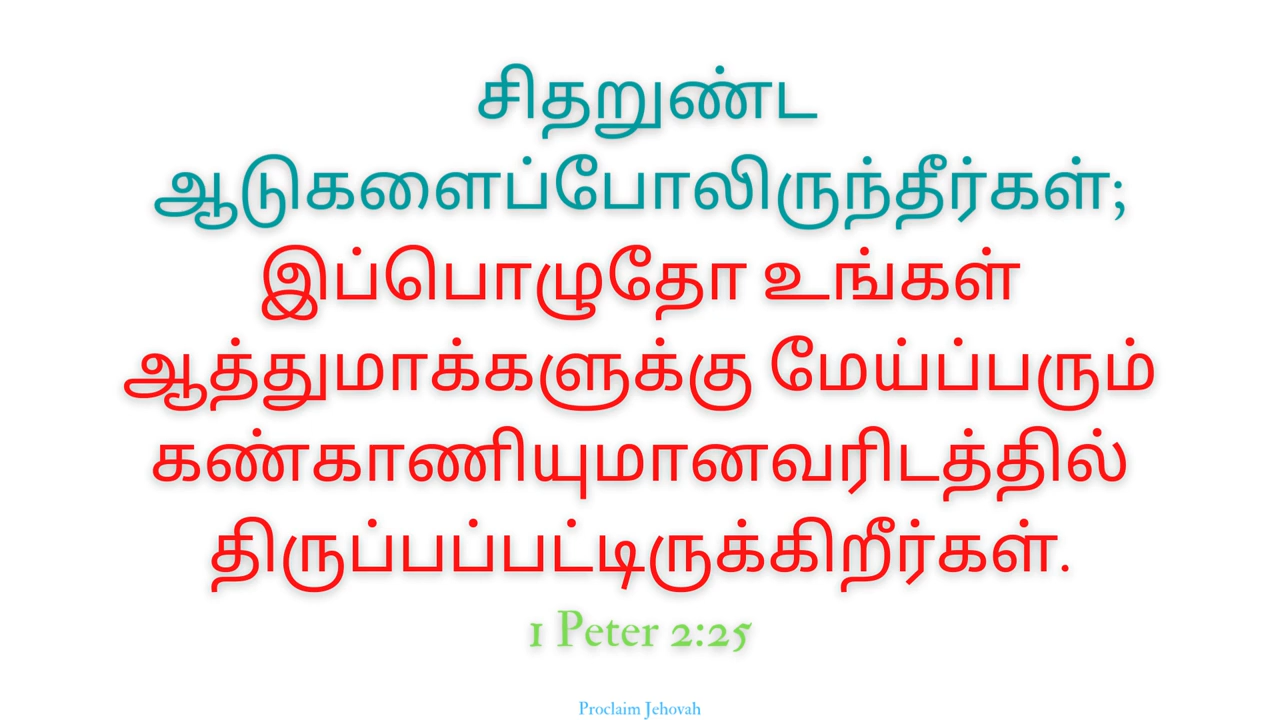 சிதறுண்ட
ஆடுகளைப்போலிருந்தீர்கள்;
இப்பொழுதோ உங்கள்
ஆத்துமாக்களுக்கு மேய்ப்பரும்
கண்காணியுமானவரிடத்தில்
திருப்பப்பட்டிருக்கிறீர்கள்.
1 Peter 2:25
Proclaim Jehovah